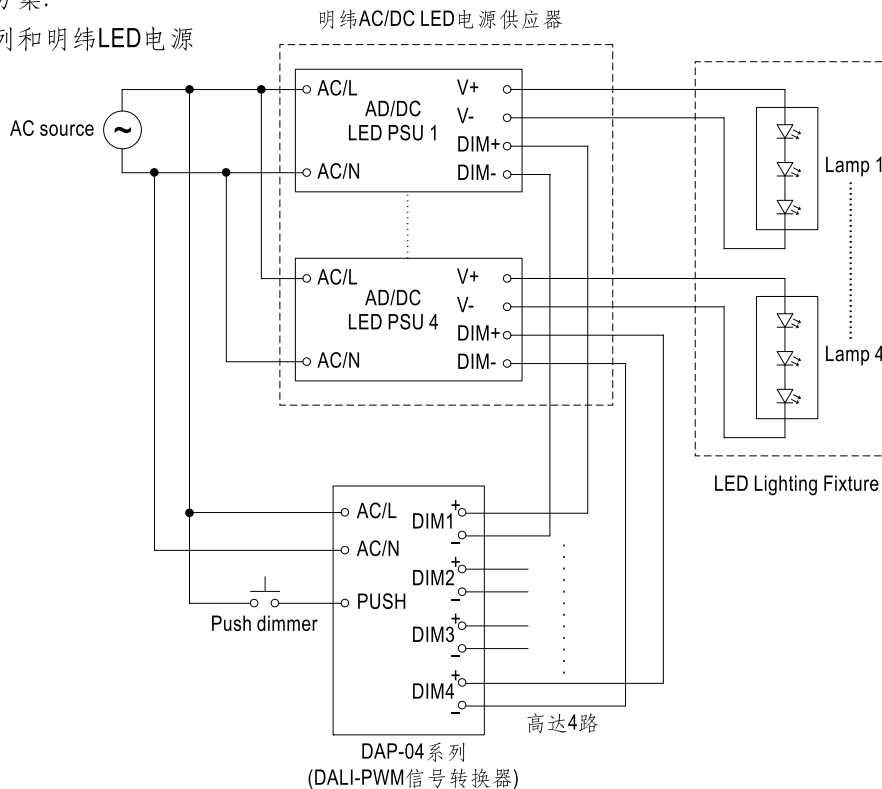 方案:
列和明纬LED电源
明纬AC/DC LED电源供应器
AC source
~
AC/L
AD/DC
LED PSU 1
AC/N
V+
V-
DIM+
DIM-
Lamp 1
AC/L
AD/DC
LED PSU 4
AC/N
V+
V-
DIM+
DIM-
Lamp 4
LED Lighting Fixture
AC/L
AC/N
PUSH
Push dimmer
DIM1
+
-
DIM2
+
-
DIM3
+
-
DIM4
+
-
高达4路
DAP-04系列
(DALI-PWM信号转换器)